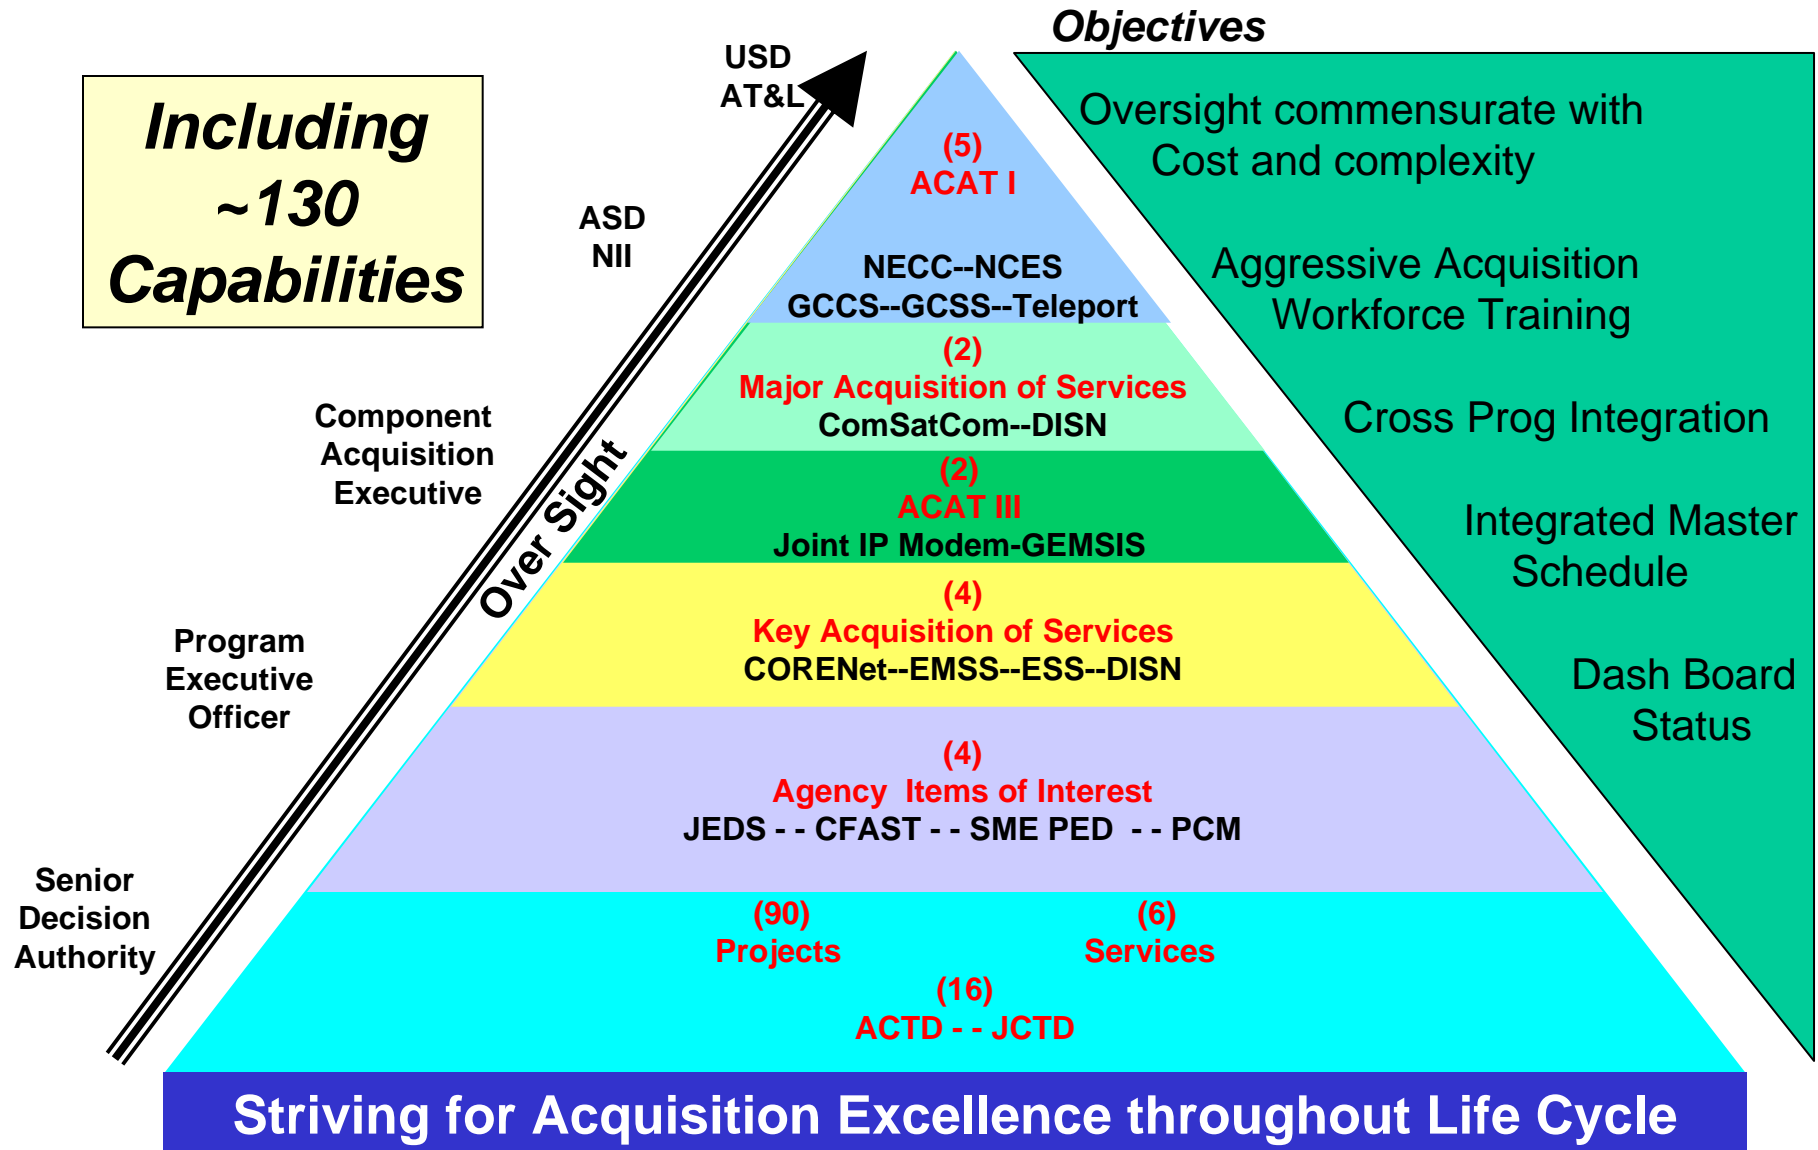 Objectives
Including
~130
Capabilities
USD
AT&L
ASD
NII
Component
Acquisition
Executive
Program
Executive
Officer
Senior
Decision
Authority
Over Sight
(5)
ACAT I
NECC--NCES
GCCS--GCSS--Teleport
(2)
Major Acquisition of Services
ComSatCom--DISN
(2)
ACAT III
Joint IP Modem-GEMSIS
(4)
Key Acquisition of Services
CORENet--EMSS--ESS--DISN
(4)
Agency  Items of Interest
JEDS - - CFAST - - SME PED  - - PCM
(90)
Projects
(6)
Services
(16)
ACTD - - JCTD
Oversight commensurate with
Cost and complexity
Aggressive Acquisition
Workforce Training
Cross Prog Integration
Integrated Master
Schedule
Dash Board
Status
Striving for Acquisition Excellence throughout Life Cycle